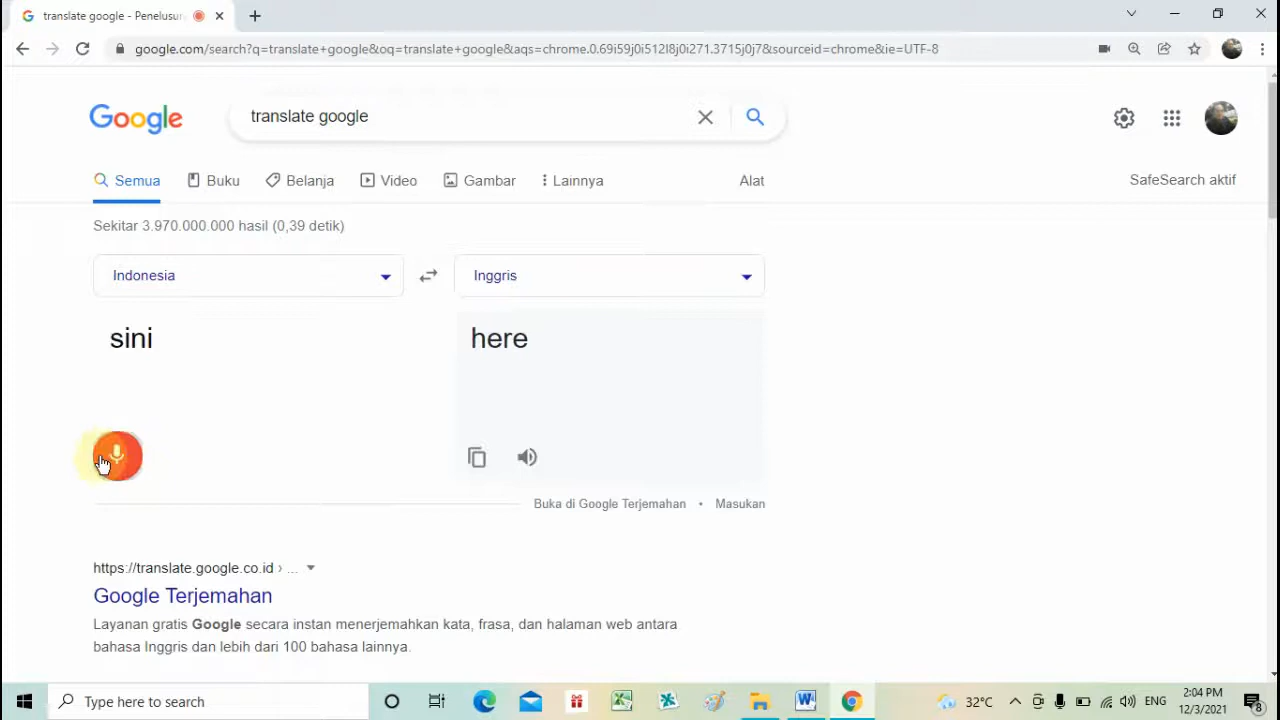 translate google - Penelusur
google.com/search?q=translate+google&oq=translate+google&aqs=chrome.0.69i59j0i512l8j0i271.3715j0j7&sourceid=chrome&ie=UTF-8
Google
translate google
Semua
Buku
Belanja
Video
Gambar
Lainnya
Alat
SafeSearch aktif
Sekitar 3.970.000.000 hasil (0,39 detik)
Indonesia
Inggris
sini
here
Buka di Google Terjemahan • Masukan
https://translate.google.co.id › ...
Google Terjemahan
Layanan gratis Google secara instan menerjemahkan kata, frasa, dan halaman web antara
bahasa Inggris dan lebih dari 100 bahasa lainnya.
Type here to search
32°C
ENG
2:04 PM
12/3/2021
8